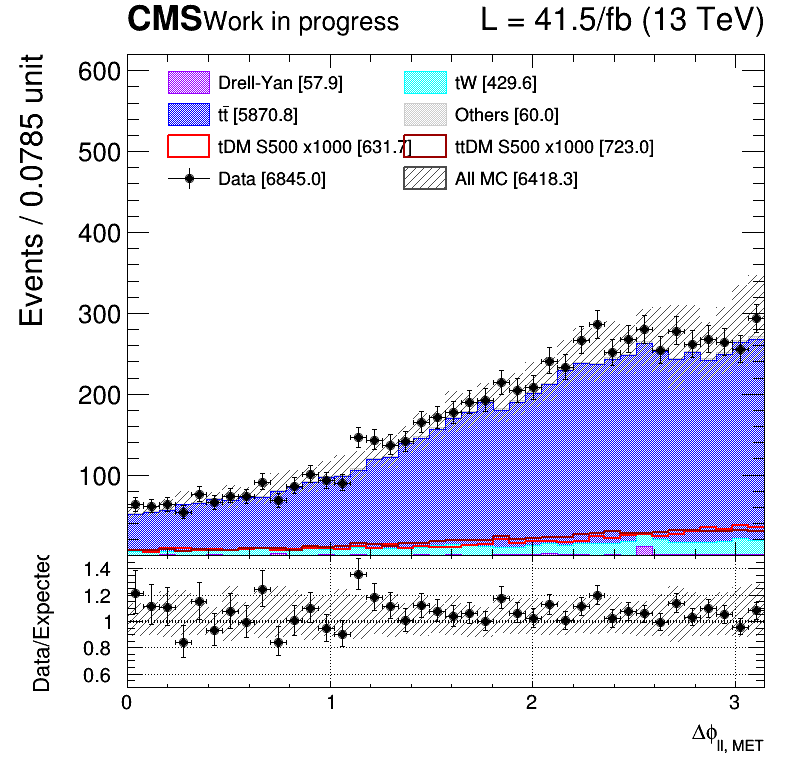 CMS Work in progress L = 41.5/fb (13 TeV)
Events / 0.0785 unit
600
500
400
300
200
100
Drell-Yan [57.9] tW [429.6]
tt̄ [5870.8] Others [60.0]
tDM S500 x1000 [631.7] ttDM S500 x1000 [723.0]
Data [6845.0] All MC [6418.3]
Data/Expected
1.4
1.2
1
0.8
0.6
0 1 2 3
Δϕ_ll, MET